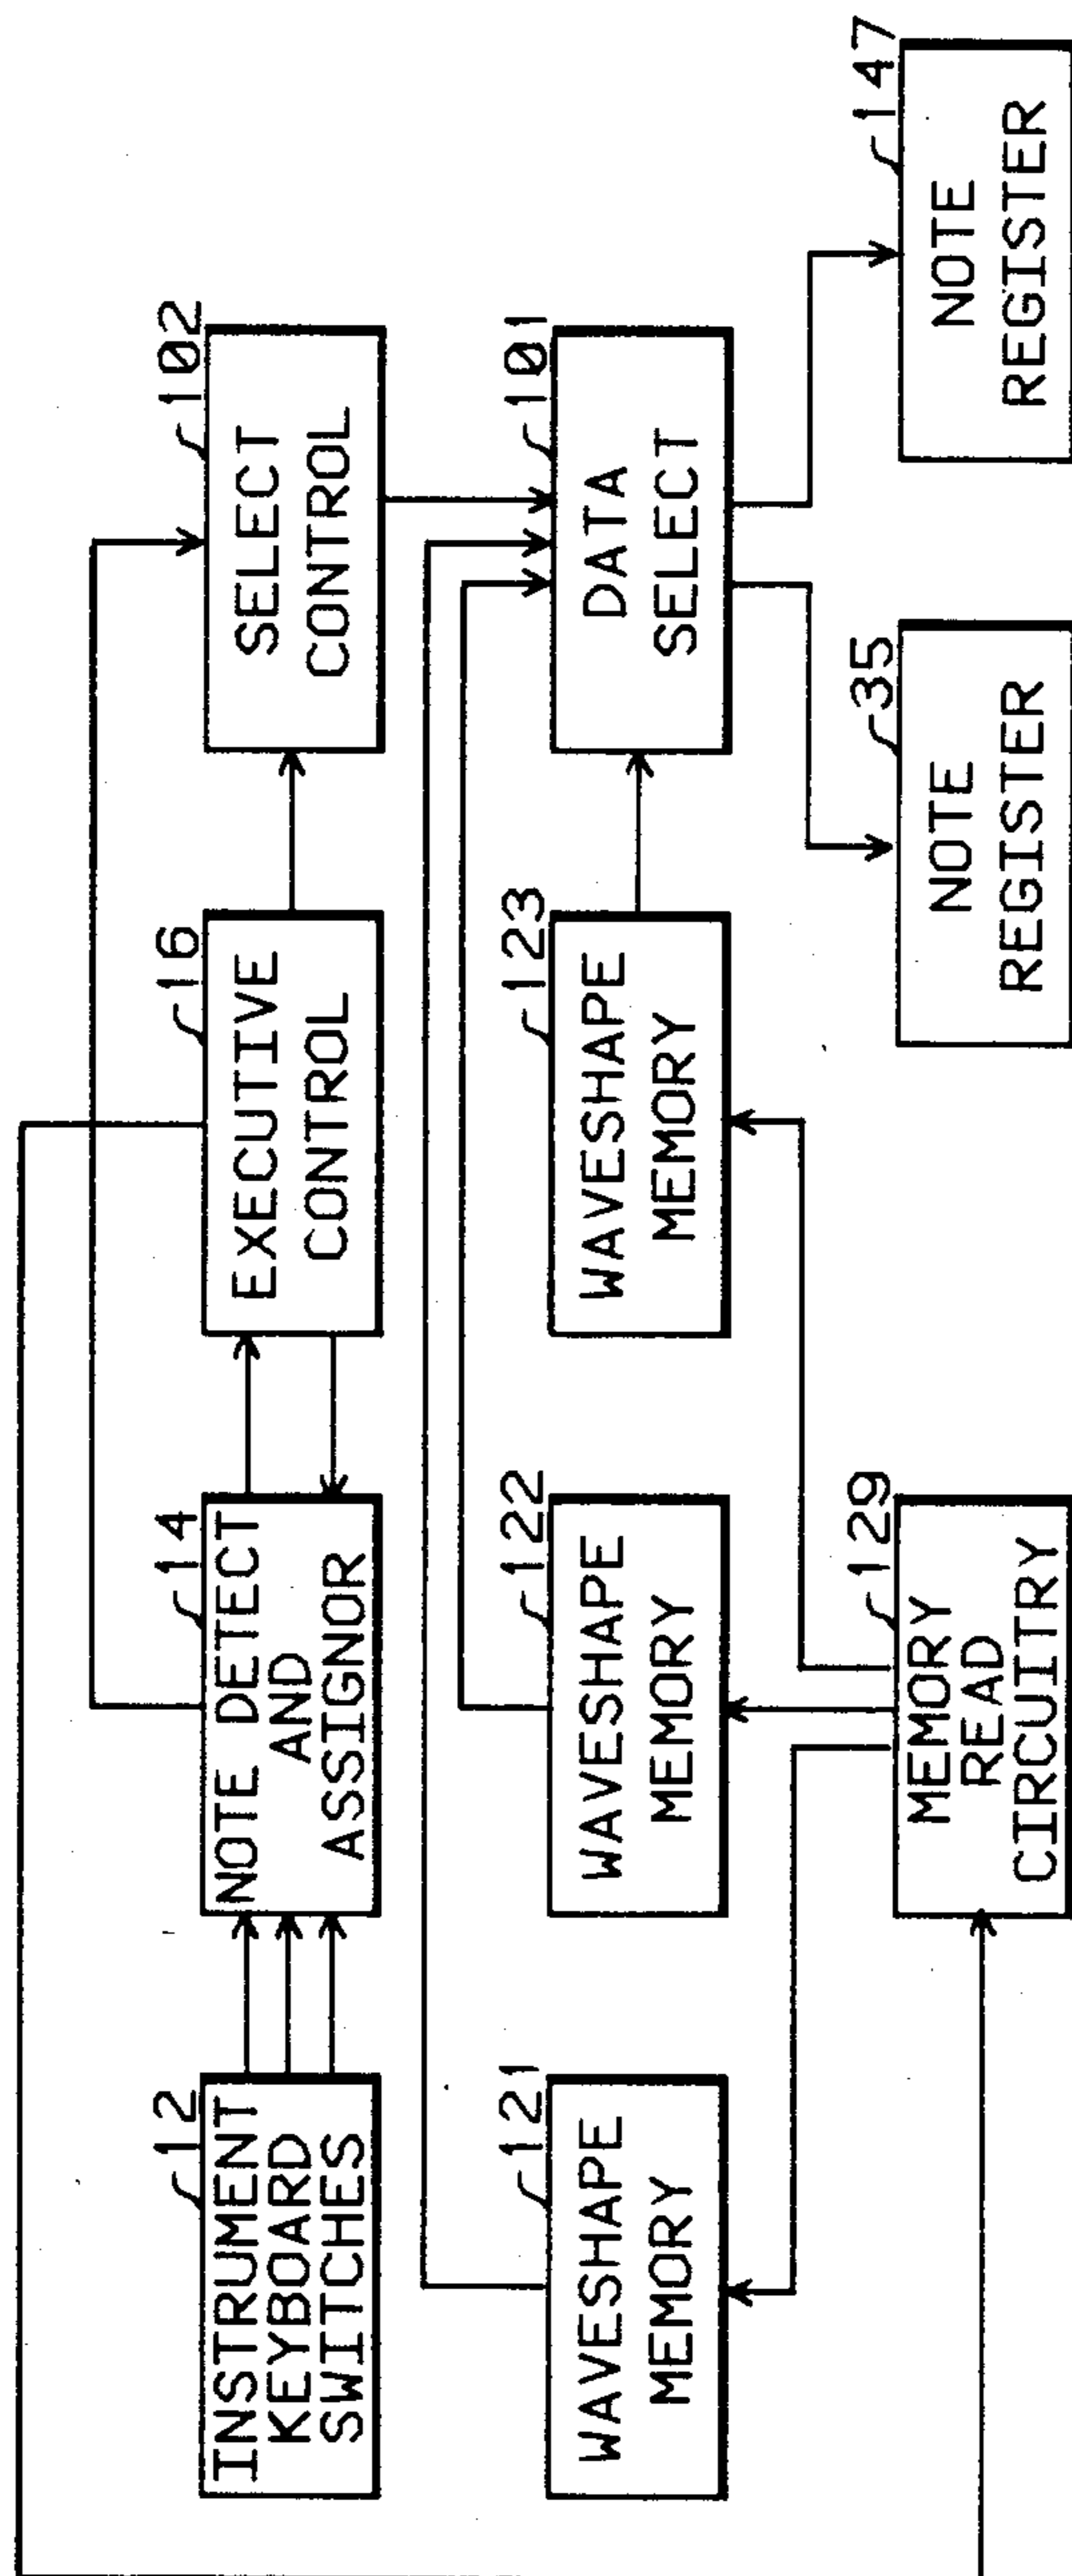 12
INSTRUMENT
KEYBOARD
SWITCHES
14
NOTE DETECT
AND
ASSIGNOR
16
EXECUTIVE
CONTROL
102
SELECT
CONTROL
121
WAVESHAPE
MEMORY
122
WAVESHAPE
MEMORY
123
WAVESHAPE
MEMORY
101
DATA
SELECT
129
MEMORY
READ
CIRCUITRY
35
NOTE
REGISTER
147
NOTE
REGISTER